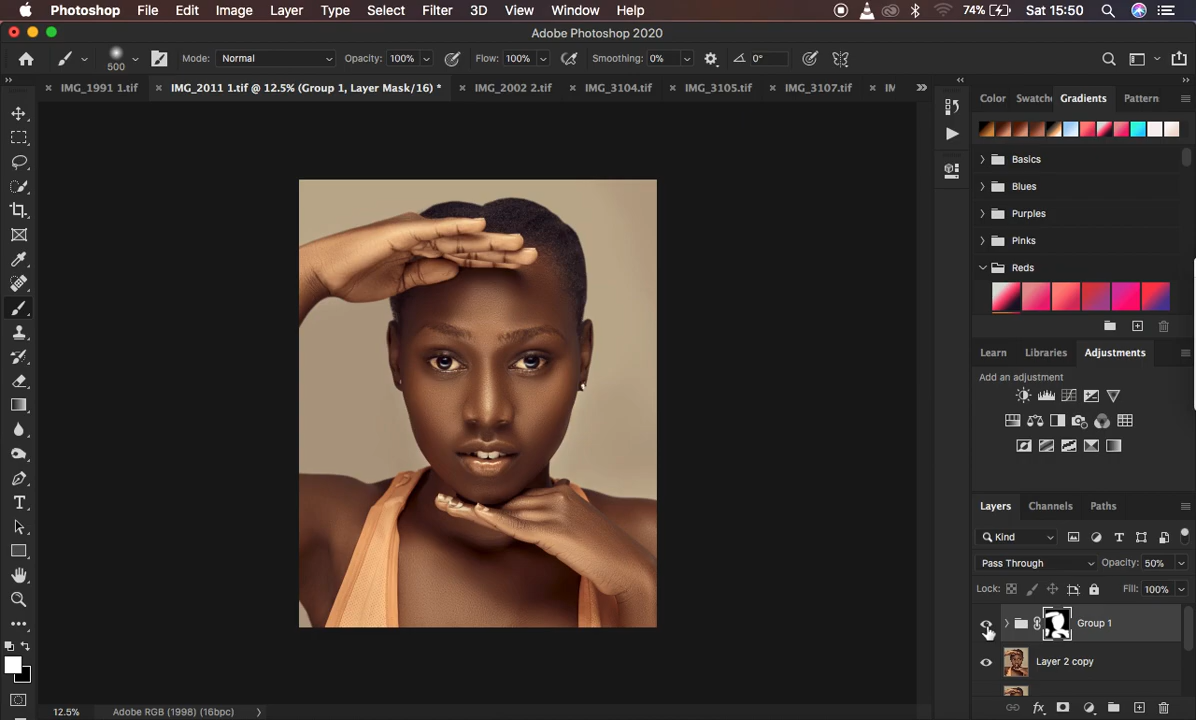 Photoshop File Edit Image Layer Type Select Filter 3D View Window Help 74% Sat 15:50
Adobe Photoshop 2020
500 Mode: Normal Opacity: 100% Flow: 100% Smoothing: 0% 0°
IMG_1991 1.tif IMG_2011 1.tif @ 12.5% (Group 1, Layer Mask/16) * IMG_2002 2.tif IMG_3104.tif IMG_3105.tif IMG_3107.tif IM
Color Swatche Gradients Pattern
Basics
Blues
Purples
Pinks
Reds
Learn Libraries Adjustments
Add an adjustment
Layers Channels Paths
Kind
Pass Through Opacity: 50%
Lock: Fill: 100%
Group 1
Layer 2 copy
12.5% Adobe RGB (1998) (16bpc)